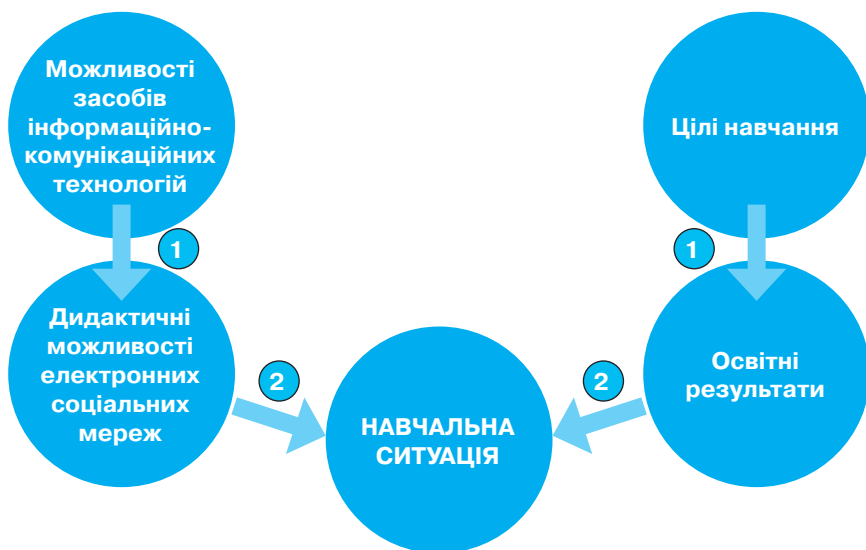 Можливості
засобів
інформаційно-
комунікаційних
технологій
Цілі навчання
1
1
Дидактичні
можливості
електронних
соціальних
мереж
2
2
Освітні
результати
НАВЧАЛЬНА
СИТУАЦІЯ